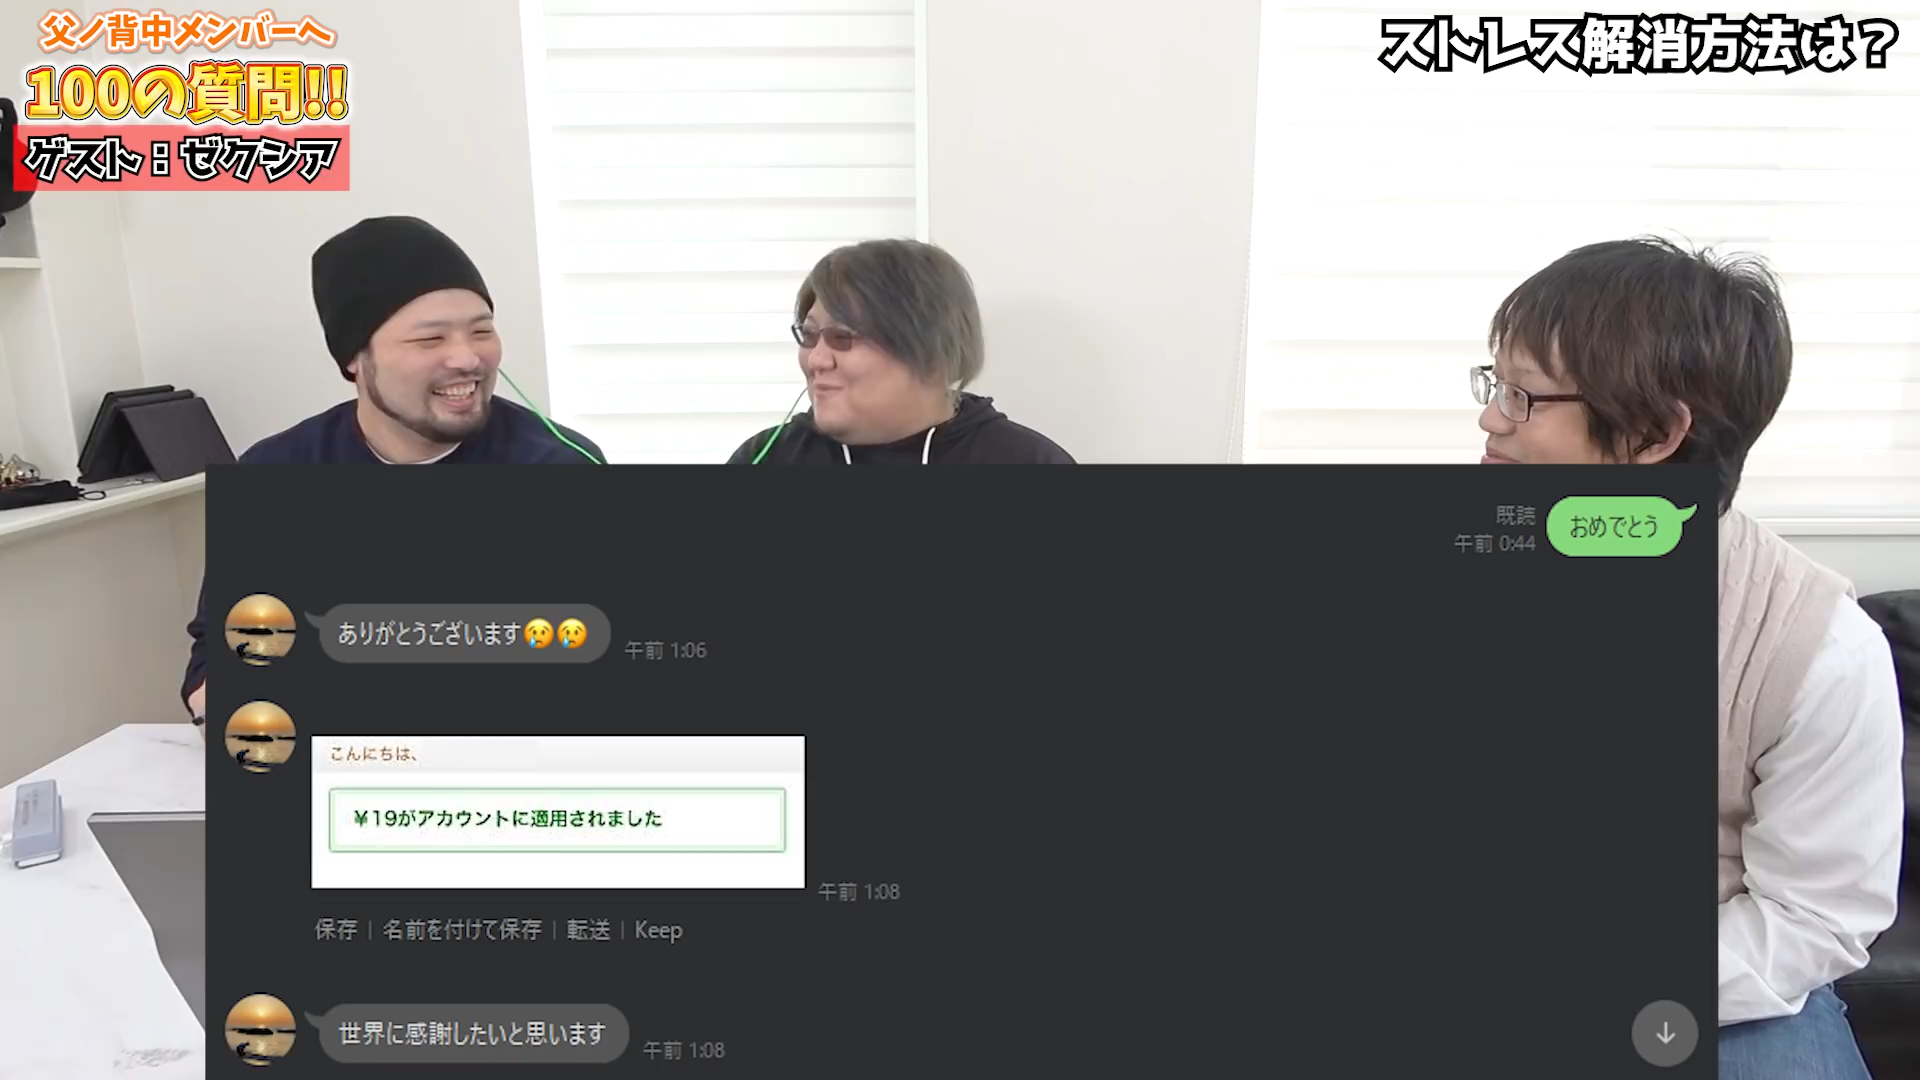 父ノ背中メンバーへ
100の質問!!
ゲスト：ゼクシア
ストレス解消方法は？
おめでとう
既読
午前 0:44
ありがとうございます😢😢
午前 1:06
こんにちは、
￥19がアカウントに適用されました
午前 1:08
保存 | 名前を付けて保存 | 転送 | Keep
世界に感謝したいと思います
午前 1:08